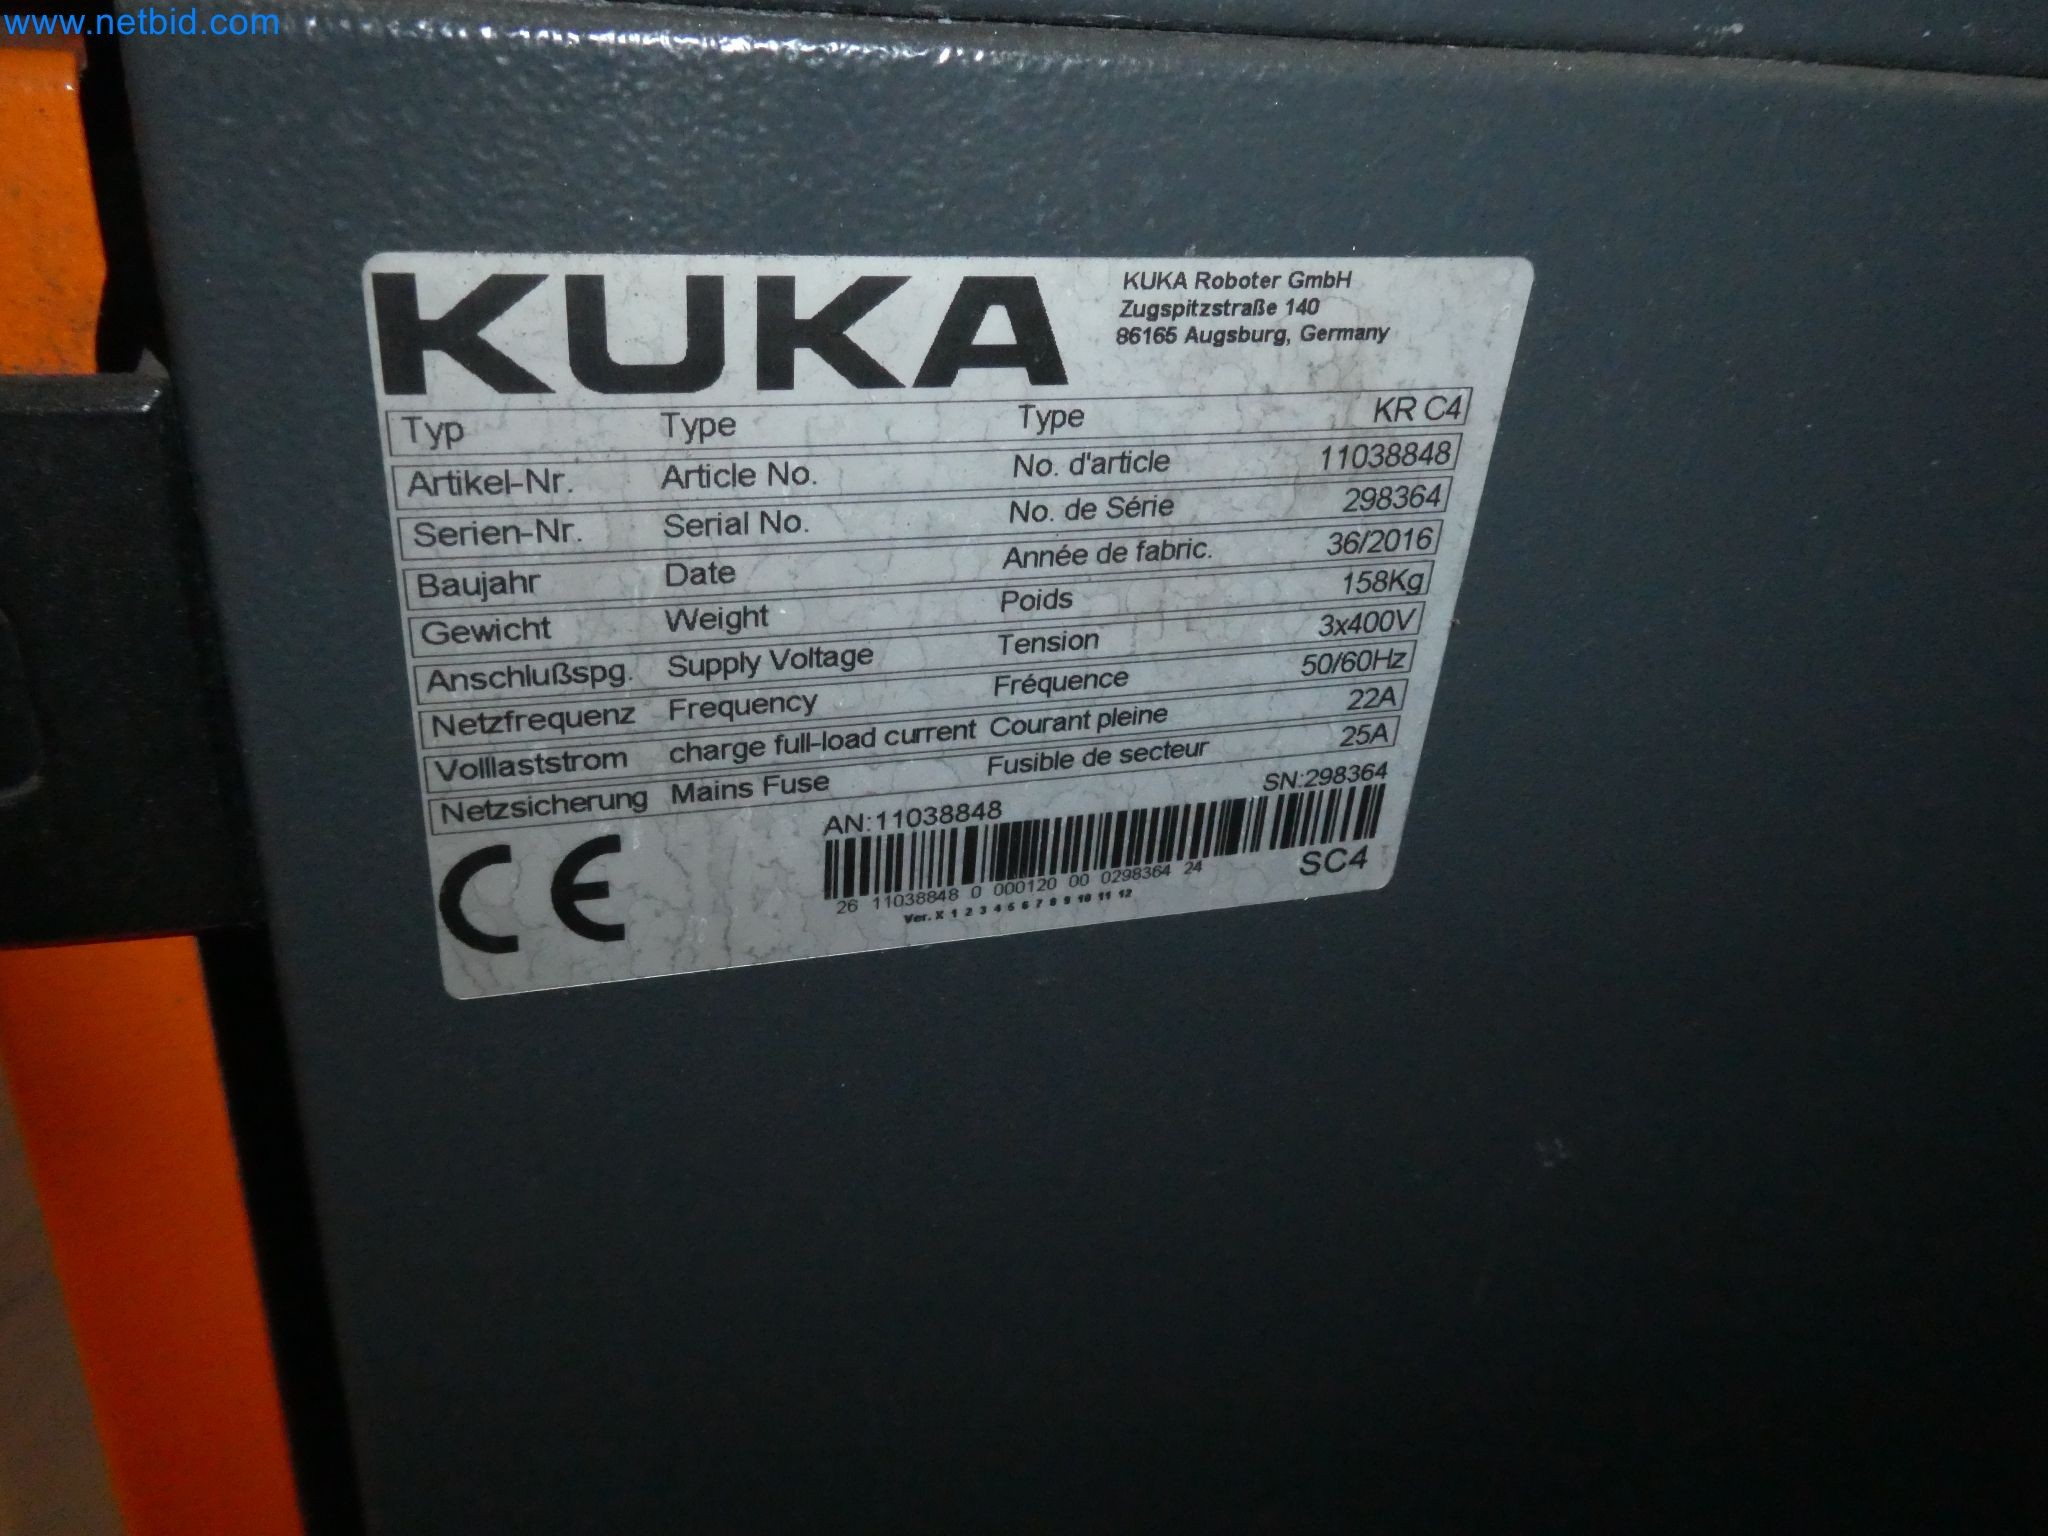 www.netbid.com
KUKA
KUKA Roboter GmbH
Zugspitzstraße 140
86165 Augsburg, Germany
Typ Type Type KR C4
Artikel-Nr. Article No. No. d'article 11038848
Serien-Nr. Serial No. No. de Série 298364
Baujahr Date Année de fabric. 36/2016
Gewicht Weight Poids 158Kg
Anschlußspg. Supply Voltage Tension 3x400V
Netzfrequenz Frequency Fréquence 50/60Hz
Volllaststrom charge full-load current Courant pleine 22A
Netzsicherung Mains Fuse Fusible de secteur 25A
AN:11038848 SN:298364
26 11038848 0 000120 00 0298364 24 SC4
Ver. X 1 2 3 4 5 6 7 8 9 10 11 12
CE